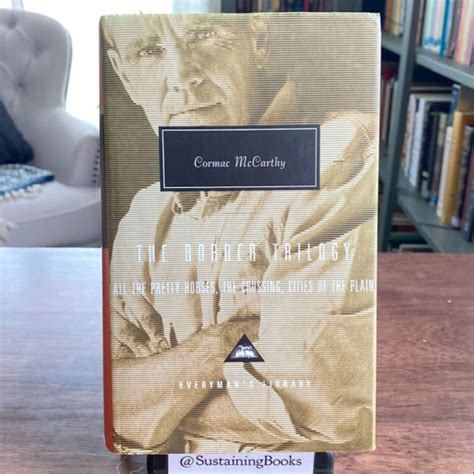 Cormac McCarthy
THE BORDER TRILOGY
ALL THE PRETTY HORSES, THE CROSSING, CITIES OF THE PLAIN
EVERYMAN'S LIBRARY
@SustainingBooks